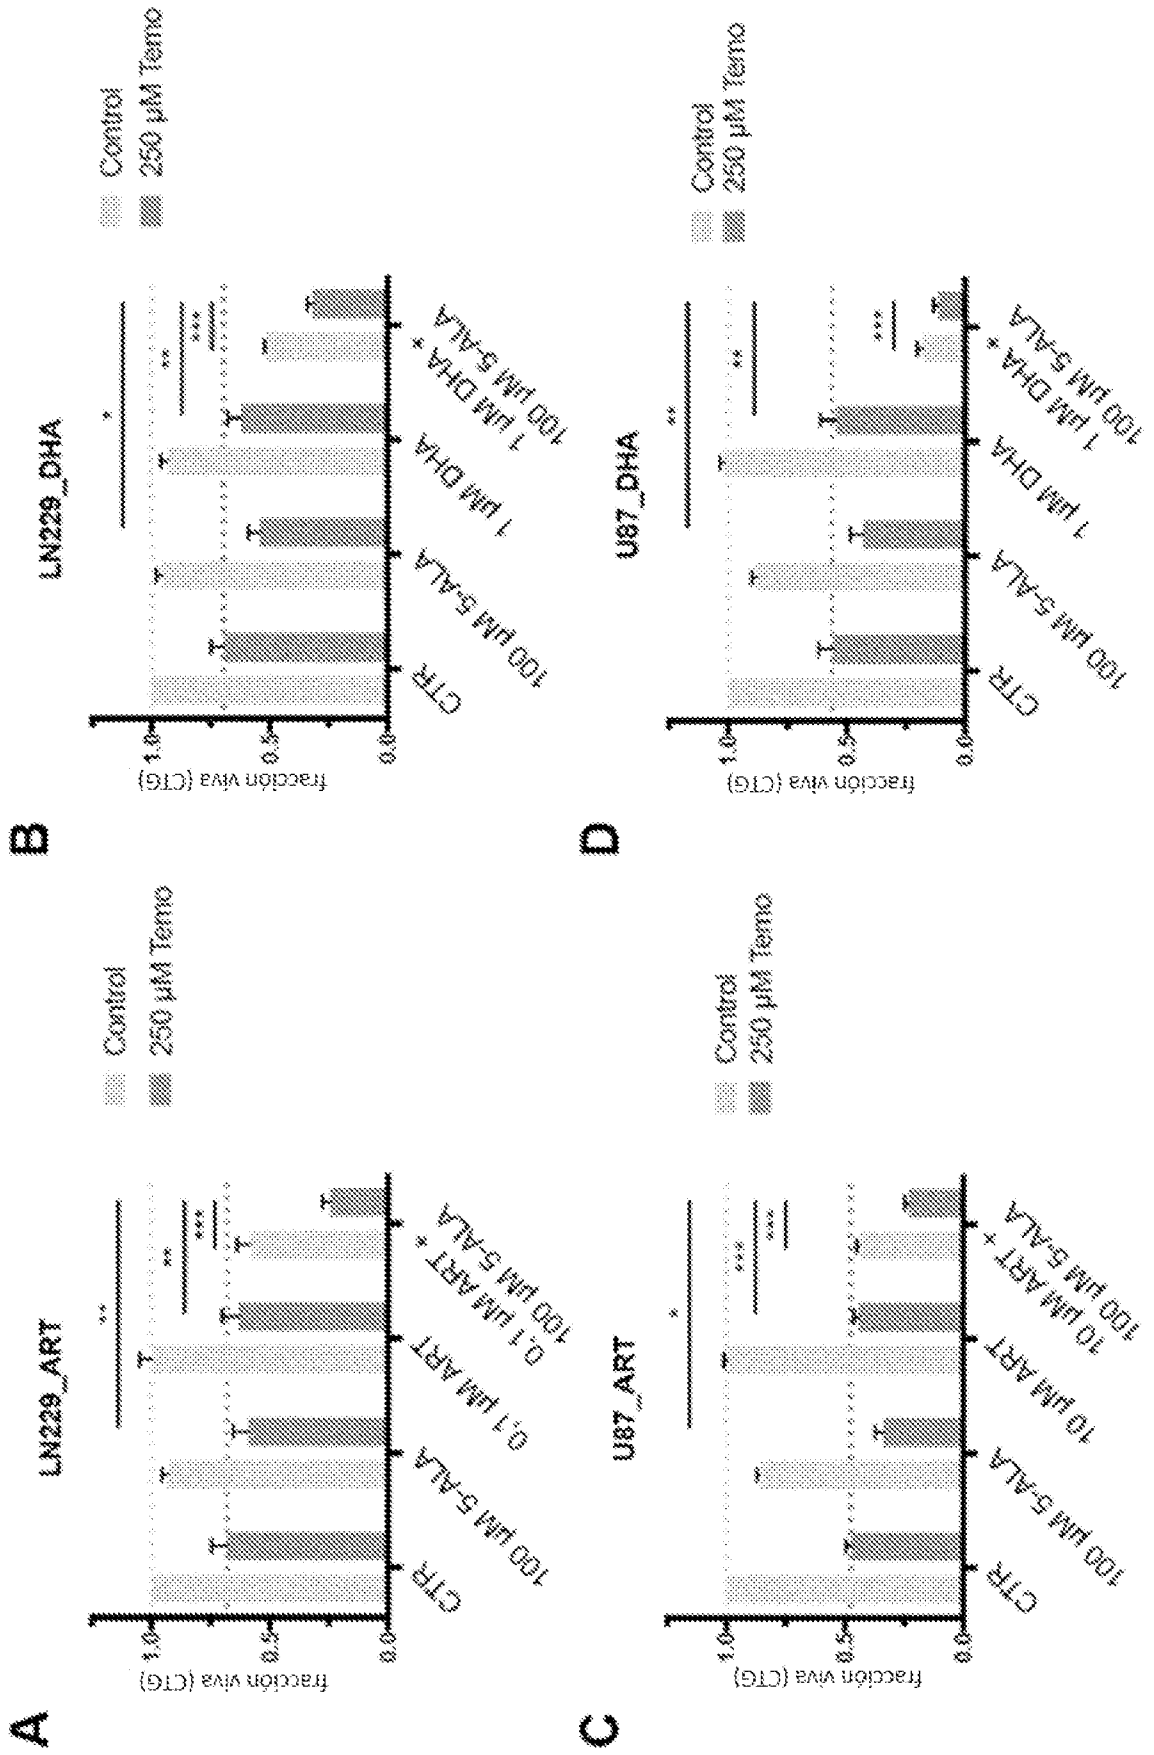 A
LN229_ART
Control
250 µM Temo
fracción viva (CTG)
1.0
0.5
0.0
**
**
***
CTR
100 µM 5-ALA
0,1 µM ART
0,1 µM ART +
100 µM 5-ALA
B
LN229_DHA
Control
250 µM Temo
fracción viva (CTG)
1.0
0.5
0.0
*
**
***
CTR
100 µM 5-ALA
1 µM DHA
1 µM DHA +
100 µM 5-ALA
C
U87_ART
Control
250 µM Temo
fracción viva (CTG)
1.0
0.5
0.0
*
***
***
CTR
100 µM 5-ALA
10 µM ART
10 µM ART +
100 µM 5-ALA
D
U87_DHA
Control
250 µM Temo
fracción viva (CTG)
1.0
0.5
0.0
**
**
***
CTR
100 µM 5-ALA
1 µM DHA
1 µM DHA +
100 µM 5-ALA